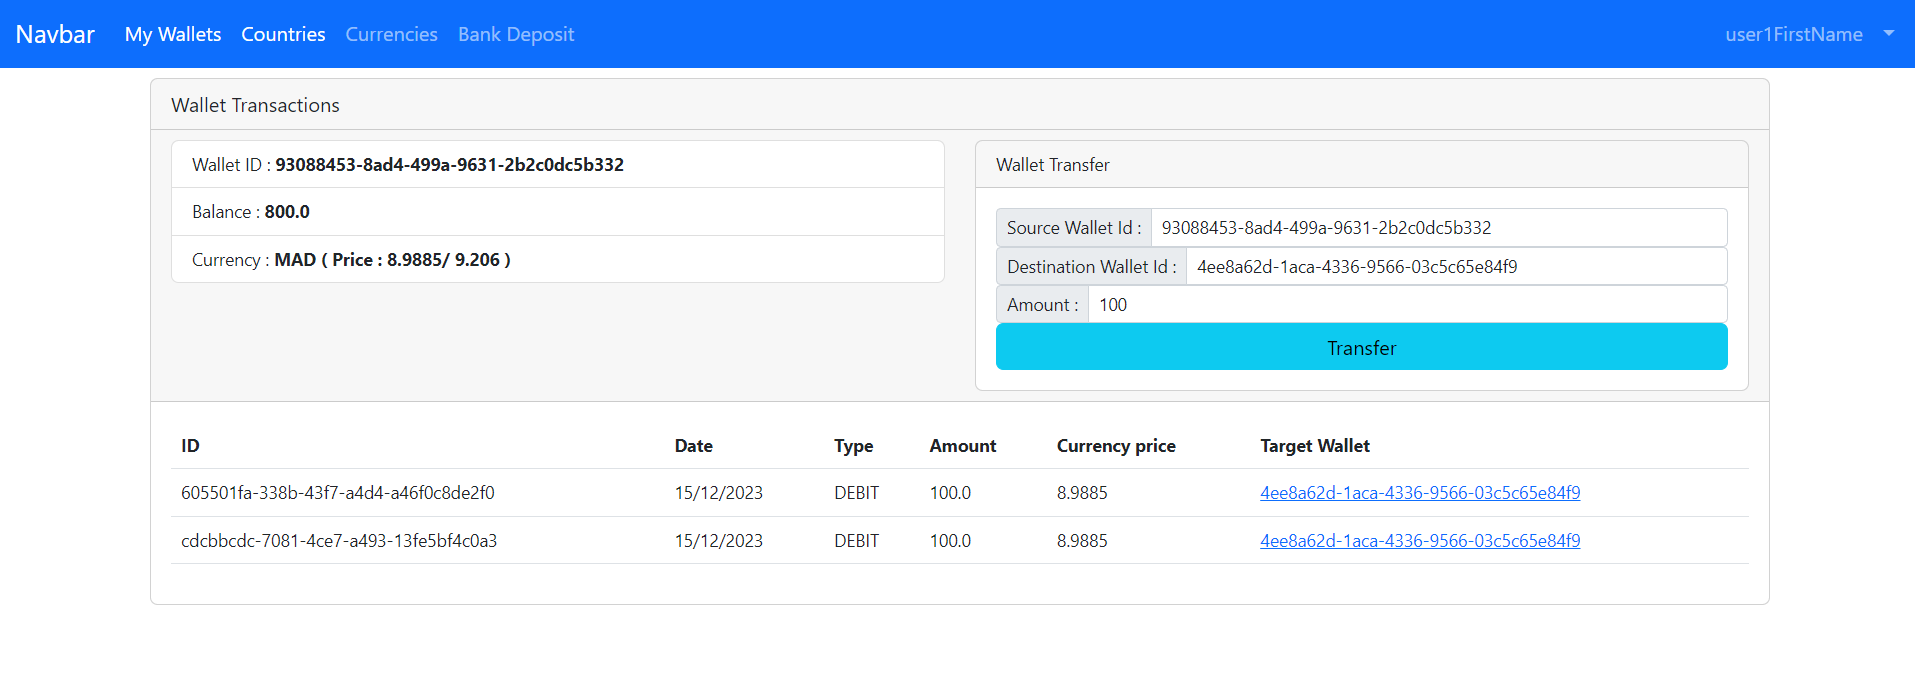 Navbar My Wallets Countries Currencies Bank Deposit user1FirstName
Wallet Transactions
Wallet ID : 93088453-8ad4-499a-9631-2b2c0dc5b332
Balance : 800.0
Currency : MAD ( Price : 8.9885/ 9.206 )
Wallet Transfer
Source Wallet Id : 93088453-8ad4-499a-9631-2b2c0dc5b332
Destination Wallet Id : 4ee8a62d-1aca-4336-9566-03c5c65e84f9
Amount : 100
Transfer
ID Date Type Amount Currency price Target Wallet
605501fa-338b-43f7-a4d4-a46f0c8de2f0 15/12/2023 DEBIT 100.0 8.9885 4ee8a62d-1aca-4336-9566-03c5c65e84f9
cdcbbcdc-7081-4ce7-a493-13fe5bf4c0a3 15/12/2023 DEBIT 100.0 8.9885 4ee8a62d-1aca-4336-9566-03c5c65e84f9